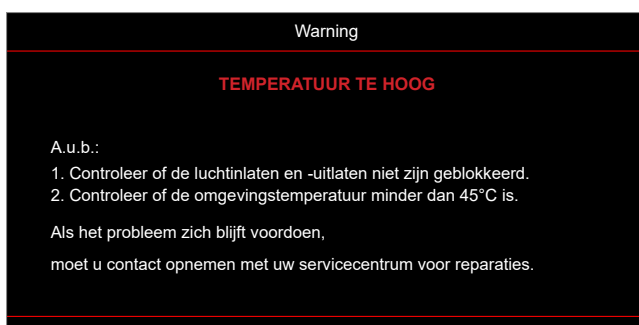 Warning
TEMPERATUUR TE HOOG
A.u.b.:
1. Controleer of de luchtinlaten en -uitlaten niet zijn geblokkeerd.
2. Controleer of de omgevingstemperatuur minder dan 45°C is.
Als het probleem zich blijft voordoen,
moet u contact opnemen met uw servicecentrum voor reparaties.